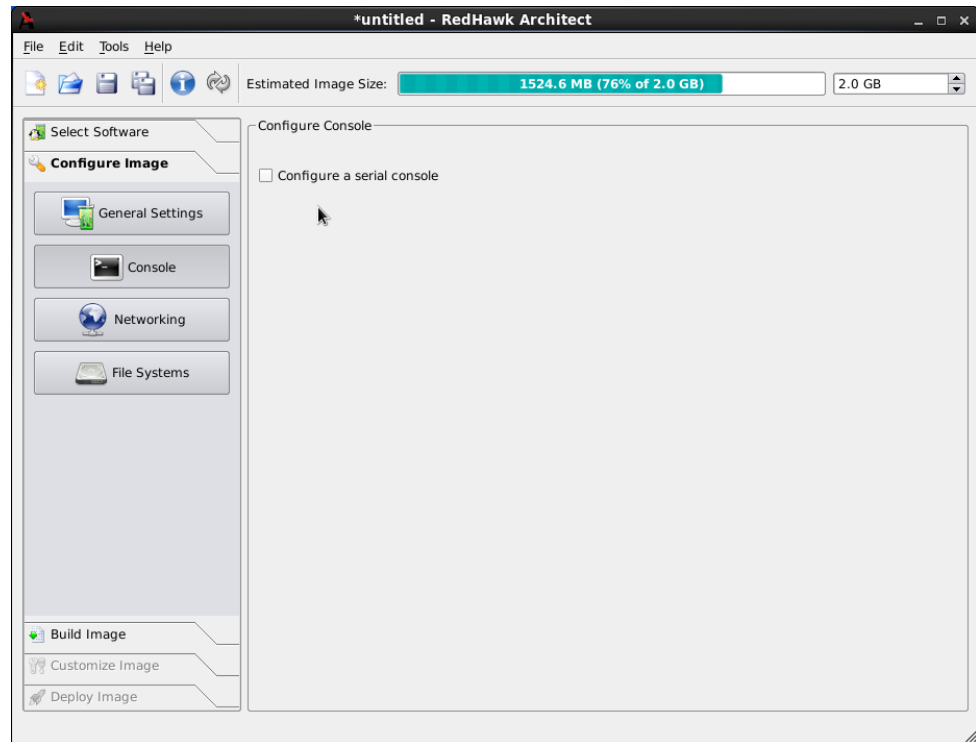 *untitled - RedHawk Architect
File Edit Tools Help
Estimated Image Size: 1524.6 MB (76% of 2.0 GB) 2.0 GB
Select Software
Configure Image
General Settings
Console
Networking
File Systems
Build Image
Customize Image
Deploy Image
Configure Console
Configure a serial console